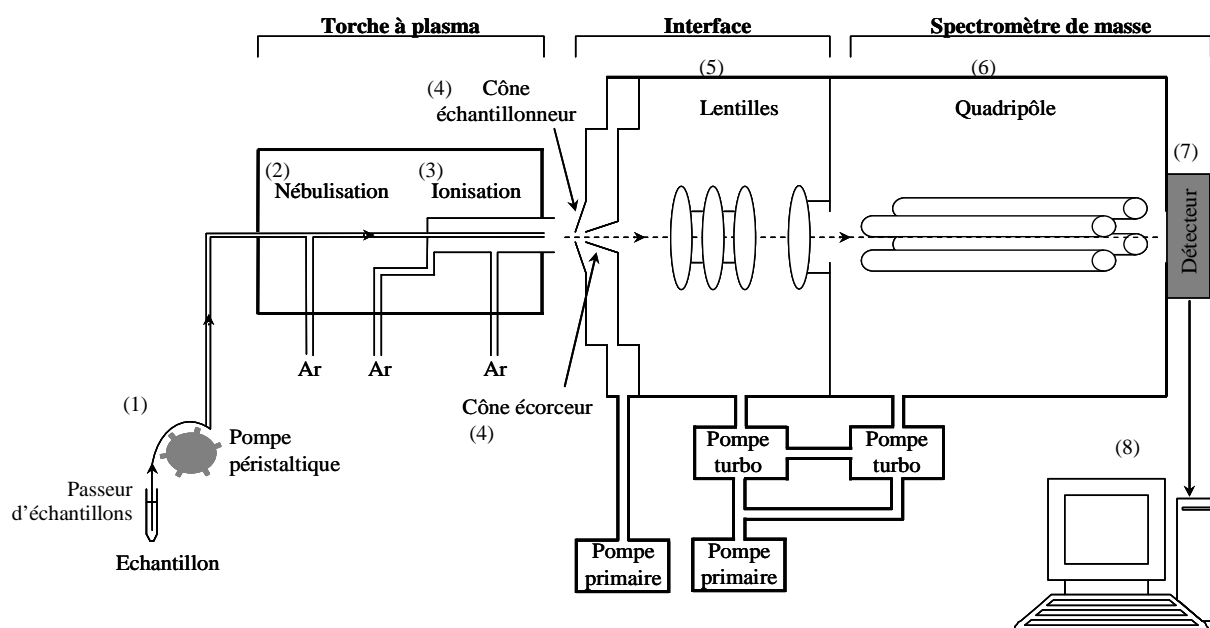 Torche à plasma
Interface
Spectromètre de masse
(5)
(6)
(4) Cône
échantillonneur
Lentilles
Quadripôle
(7)
(2)
(3)
Nébulisation
Ionisation
Détecteur
Ar
Ar
Ar
(1)
Cône écorceur
(4)
Pompe
péristaltique
Pompe
turbo
Pompe
turbo
(8)
Passeur
d'échantillons
Echantillon
Pompe
primaire
Pompe
primaire